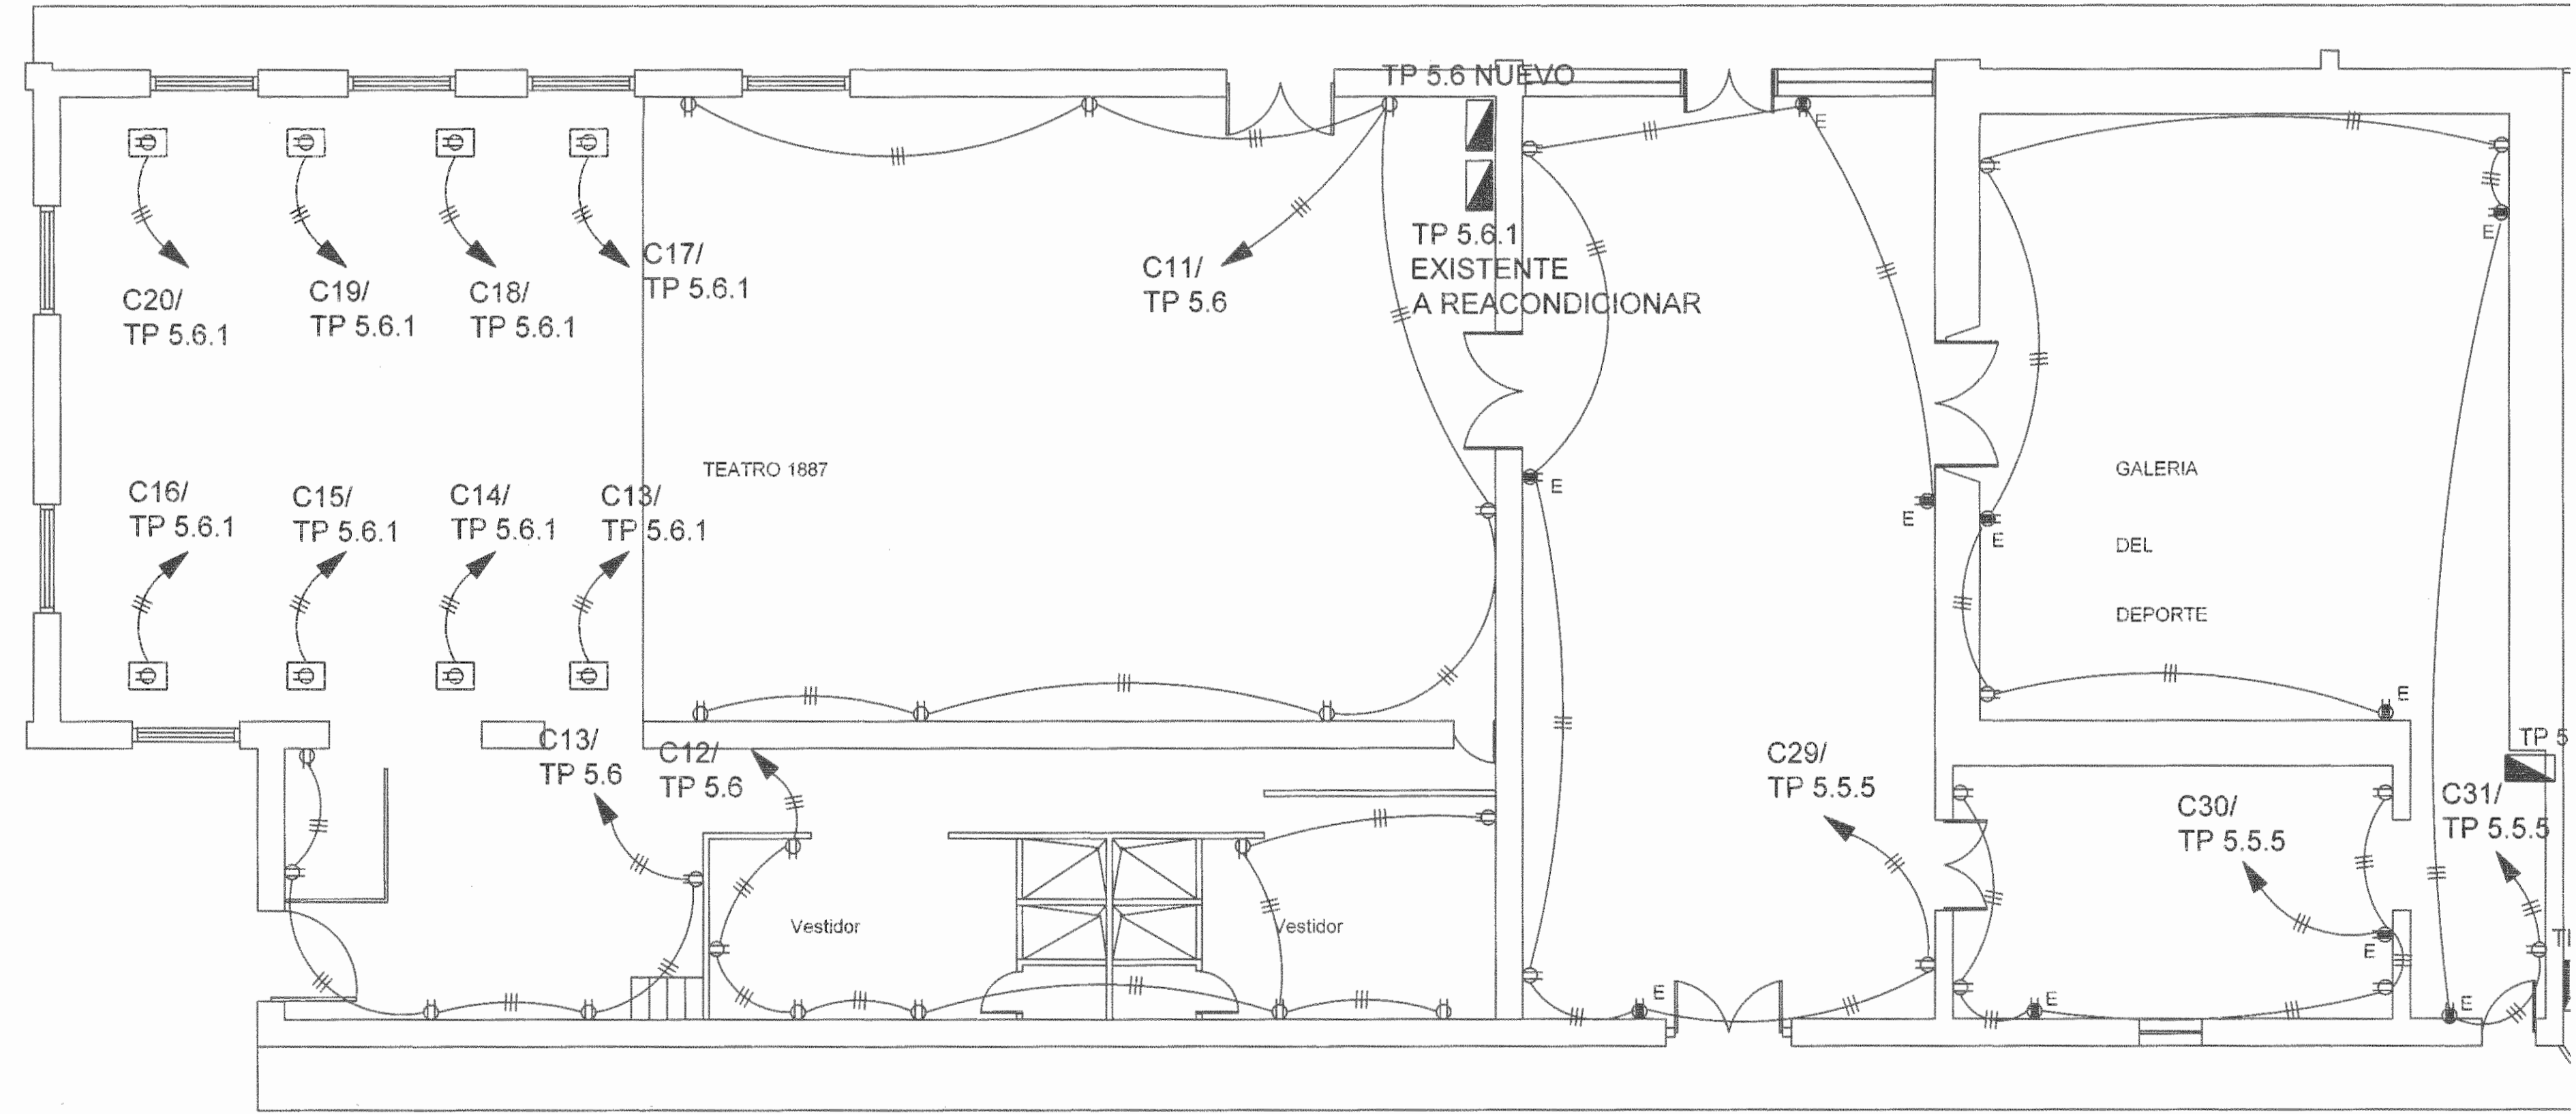 TP 5.6 NUEVO
E
C17/
TP 5.6.1
C11/
TP 5.6
TP 5.6.1
EXISTENTE
A REACONDICIONAR
E
C20/
TP 5.6.1
C19/
TP 5.6.1
C18/
TP 5.6.1
TEATRO 1887
GALERIA
DEL
DEPORTE
C16/
TP 5.6.1
C15/
TP 5.6.1
C14/
TP 5.6.1
C13/
TP 5.6.1
E
E
E
E
C13/
TP 5.6
C12/
TP 5.6
C29/
TP 5.5.5
C30/
TP 5.5.5
TP 5
C31/
TP 5.5.5
Vestidor
Vestidor
E
E
E
E